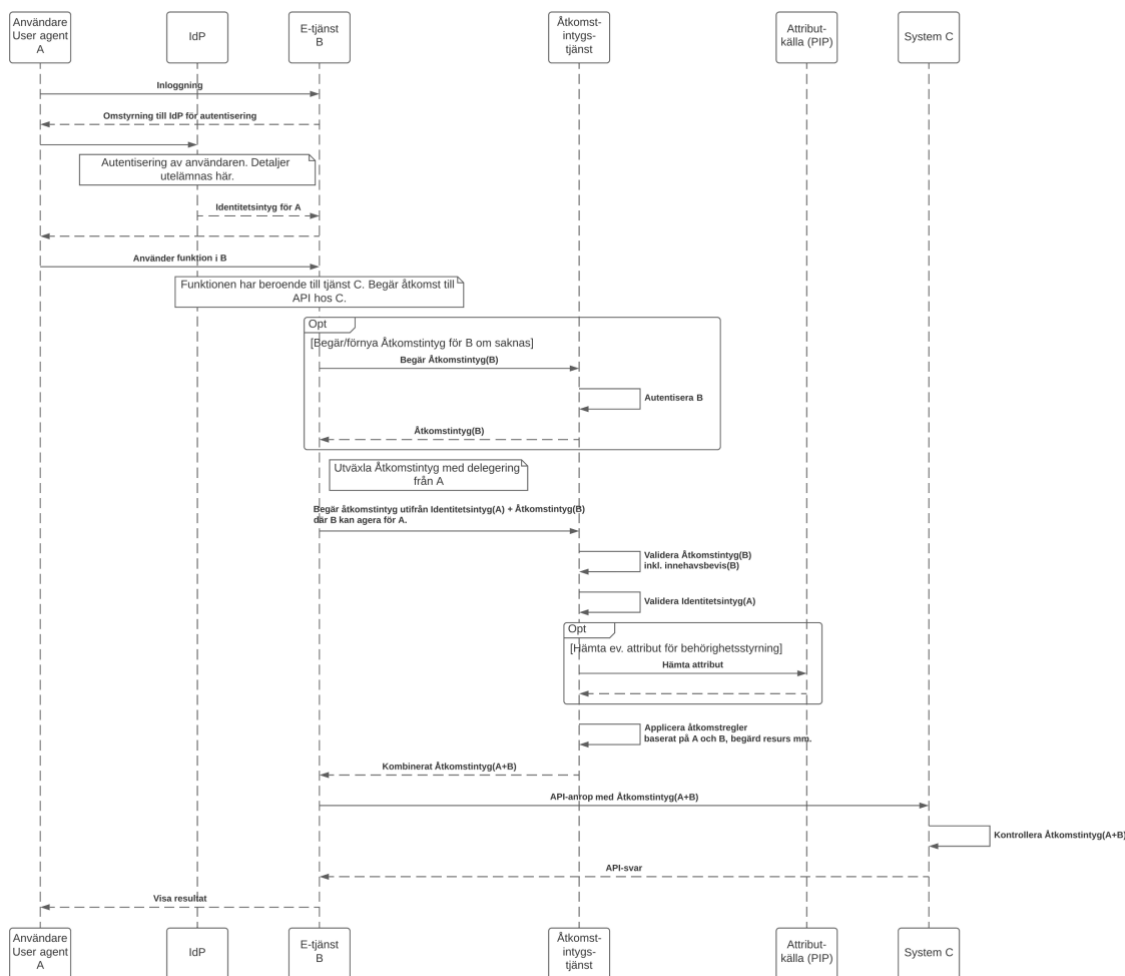 Användare
User agent
A
IdP
E-tjänst
B
Åtkomst-
intygs-
tjänst
Attribut-
källa (PIP)
System C
Inloggning
Omstyrning till IdP för autentisering
Autentisering av användaren. Detaljer
utelämnas här.
Identitetsintyg för A
Använder funktion i B
Funktionen har beroende till tjänst C. Begär åtkomst till
API hos C.
Opt
[Begär/förnya Åtkomstintyg för B om saknas]
Begär Åtkomstintyg(B)
Autentisera B
Åtkomstintyg(B)
Utväxla Åtkomstintyg med delegering
från A
Begär åtkomstintyg utifrån Identitetsintyg(A) + Åtkomstintyg(B)
där B kan agera för A.
Validera Åtkomstintyg(B)
inkl. innehavsbevis(B)
Validera Identitetsintyg(A)
Opt
[Hämta ev. attribut för behörighetsstyrning]
Hämta attribut
Applicera åtkomstregler
baserat på A och B, begärd resurs mm.
Kombinerat Åtkomstintyg(A+B)
API-anrop med Åtkomstintyg(A+B)
Kontrollera Åtkomstintyg(A+B)
API-svar
Visa resultat
Användare
User agent
A
IdP
E-tjänst
B
Åtkomst-
intygs-
tjänst
Attribut-
källa (PIP)
System C